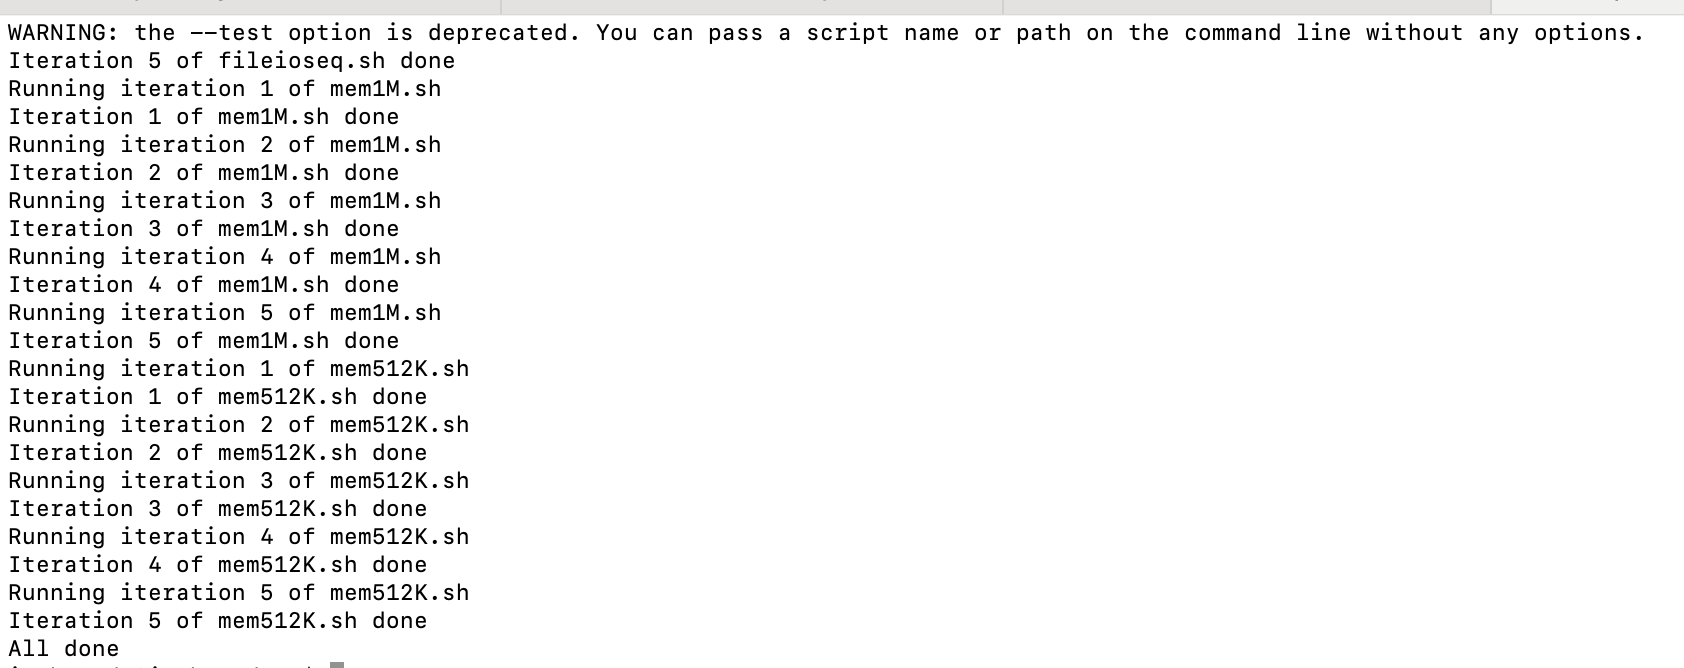 WARNING: the --test option is deprecated. You can pass a script name or path on the command line without any options.
Iteration 5 of fileioseq.sh done
Running iteration 1 of mem1M.sh
Iteration 1 of mem1M.sh done
Running iteration 2 of mem1M.sh
Iteration 2 of mem1M.sh done
Running iteration 3 of mem1M.sh
Iteration 3 of mem1M.sh done
Running iteration 4 of mem1M.sh
Iteration 4 of mem1M.sh done
Running iteration 5 of mem1M.sh
Iteration 5 of mem1M.sh done
Running iteration 1 of mem512K.sh
Iteration 1 of mem512K.sh done
Running iteration 2 of mem512K.sh
Iteration 2 of mem512K.sh done
Running iteration 3 of mem512K.sh
Iteration 3 of mem512K.sh done
Running iteration 4 of mem512K.sh
Iteration 4 of mem512K.sh done
Running iteration 5 of mem512K.sh
Iteration 5 of mem512K.sh done
All done